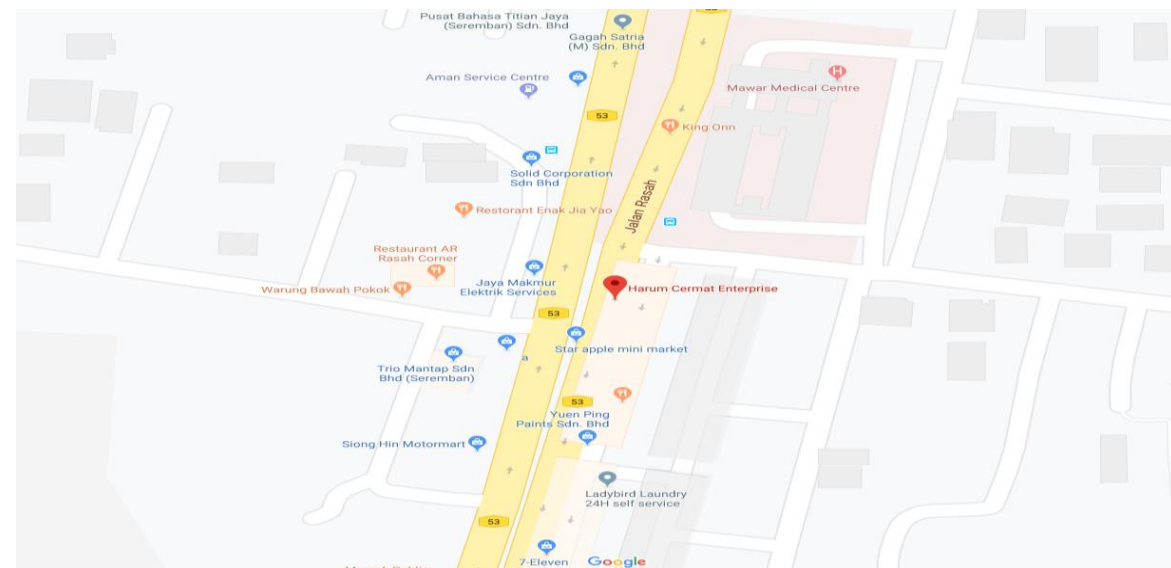 53
Pusat Bahasa Titian Jaya
(Seremban) Sdn. Bhd
Gagah Satria
(M) Sdn. Bhd
Aman Service Centre
Mawar Medical Centre
53
King Onn
Solid Corporation
Sdn Bhd
Jalan Rasah
Restorant Enak Jia Yao
Restaurant AR
Rasah Corner
Warung Bawah Pokok
Jaya Makmur
Elektrik Services
Harum Cermat Enterprise
53
Star apple mini market
a
Trio Mantap Sdn
Bhd (Seremban)
53
Yuen Ping
Paints Sdn. Bhd
Siong Hin Motormart
Ladybird Laundry
24H self service
53
7-Eleven
Google